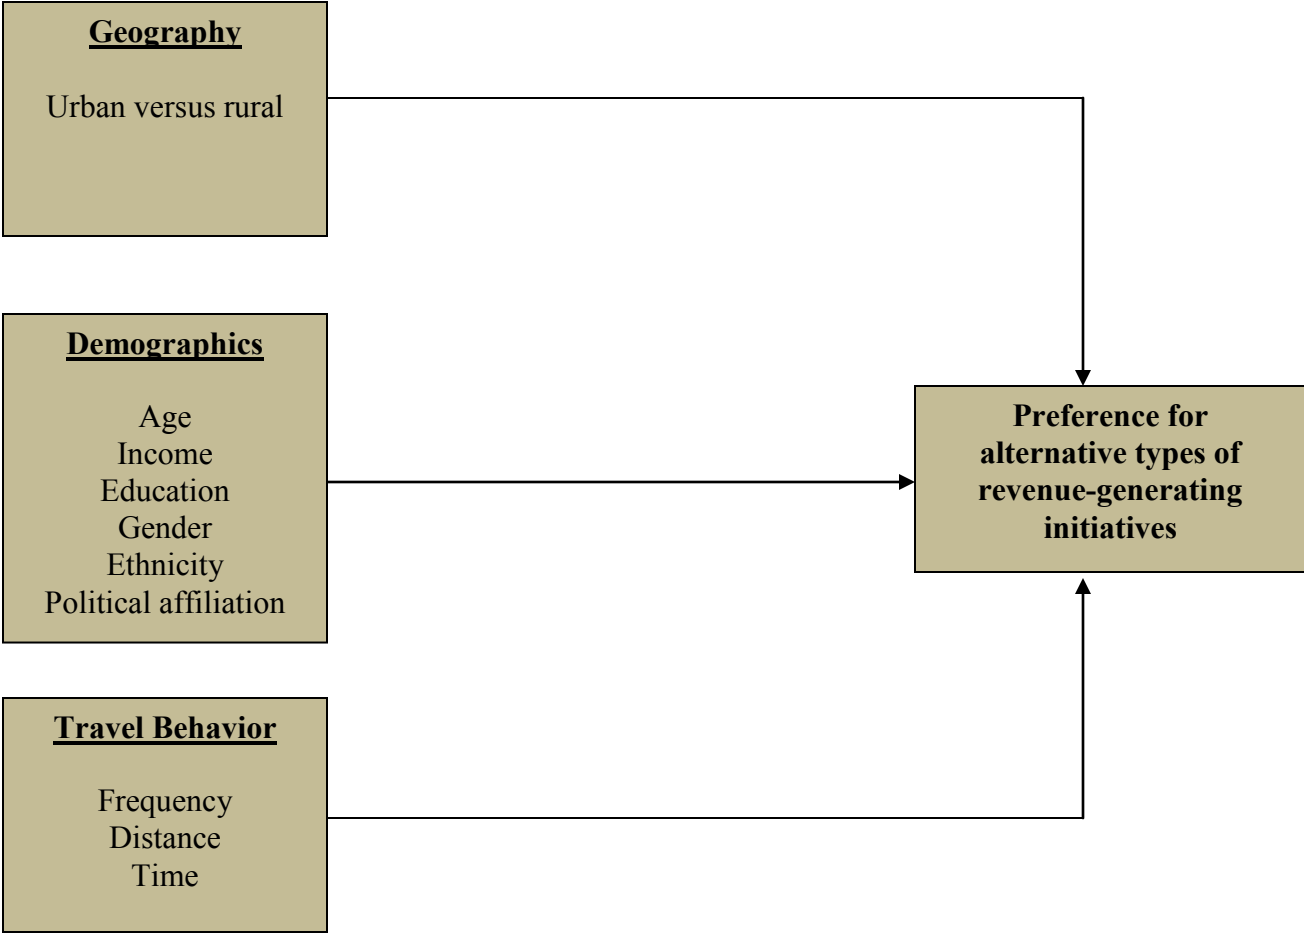 Geography
Urban versus rural
Demographics
Age
Income
Education
Gender
Ethnicity
Political affiliation
Preference for
alternative types of
revenue-generating
initiatives
Travel Behavior
Frequency
Distance
Time